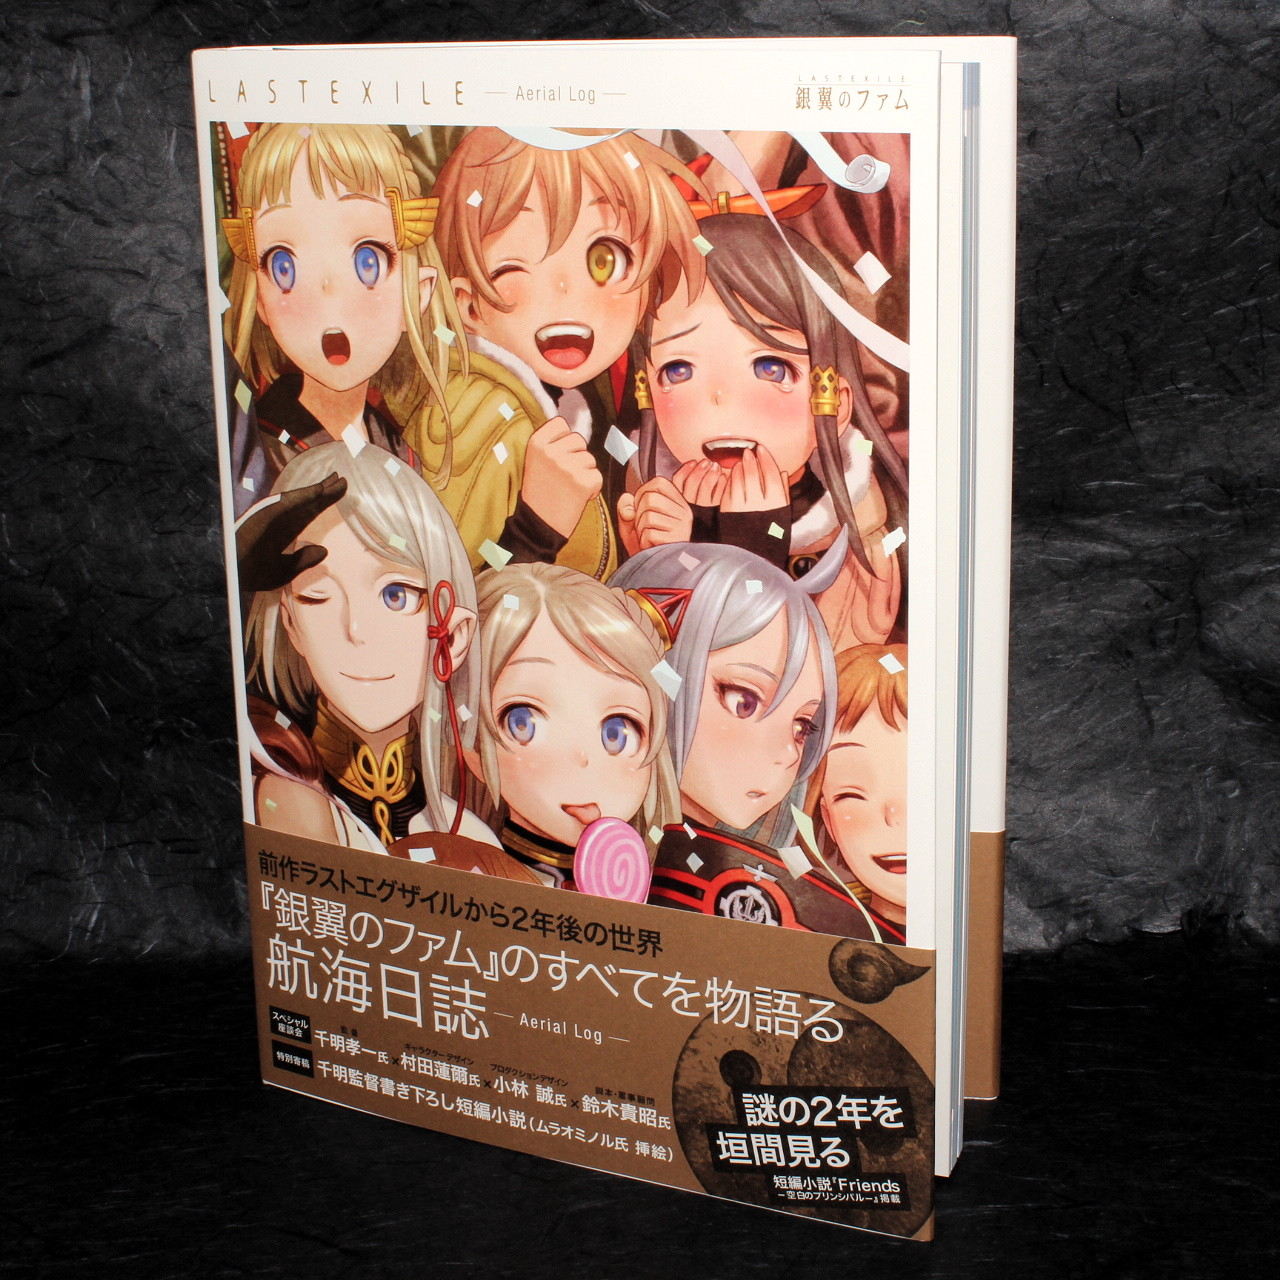 LASTEXILE — Aerial Log —
LASTEXILE
銀翼のファム
前作ラストエグザイルから2年後の世界
『銀翼のファム』のすべてを物語る
航海日誌 — Aerial Log —
スペシャル
座談会
監督
千明孝一氏×
キャラクターデザイン
村田蓮爾氏×
プロダクションデザイン
小林 誠氏×
脚本・軍事顧問
鈴木貴昭氏
特別寄稿
千明監督書き下ろし短編小説(ムラオミノル氏 挿絵)
謎の2年を
垣間見る
短編小説『Friends
−空白のプリンシパル−』掲載